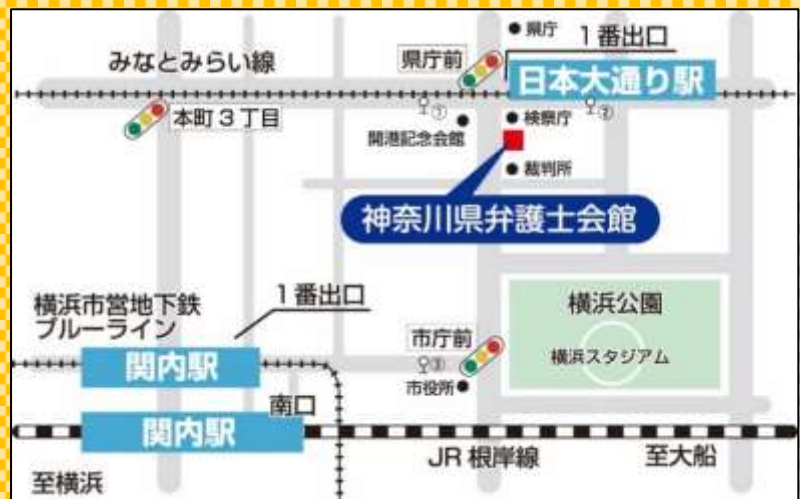 県庁
1番出口
みなとみらい線
県庁前
日本大通り駅
本町3丁目
①
開港記念会館
検察庁
②
裁判所
神奈川県弁護士会館
横浜市営地下鉄
ブルーライン
1番出口
関内駅
市庁前
③
市役所
横浜公園
横浜スタジアム
南口
関内駅
JR根岸線
至大船
至横浜